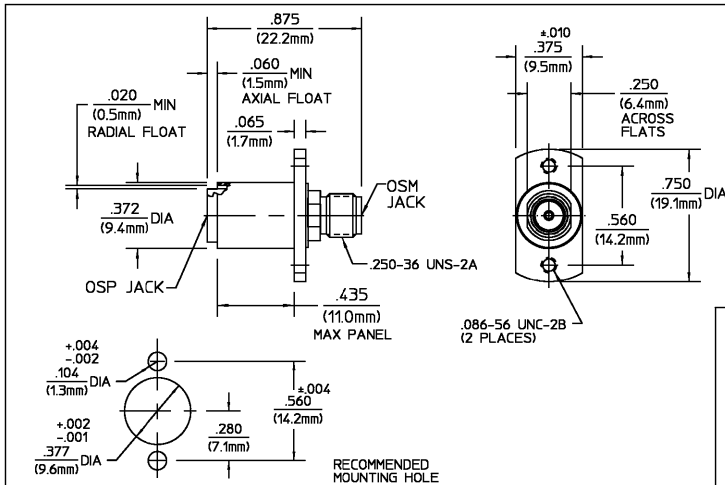 .875
(22.2mm)
.060 MIN
(1.5mm)
AXIAL FLOAT
.020 MIN
(0.5mm)
RADIAL FLOAT
.065
(1.7mm)
.372 DIA
(9.4mm)
OSP JACK
OSM
JACK
.250-36 UNS-2A
.435
(11.0mm)
MAX PANEL
±.010
.375
(9.5mm)
.250
(6.4mm)
ACROSS
FLATS
.750 DIA
(19.1mm)
.560
(14.2mm)
.086-56 UNC-2B
(2 PLACES)
+.004
-.002
.104 DIA
(1.3mm)
+.002
-.001
.377 DIA
(9.6mm)
±.004
.560
(14.2mm)
.280
(7.1mm)
RECOMMENDED
MOUNTING HOLE